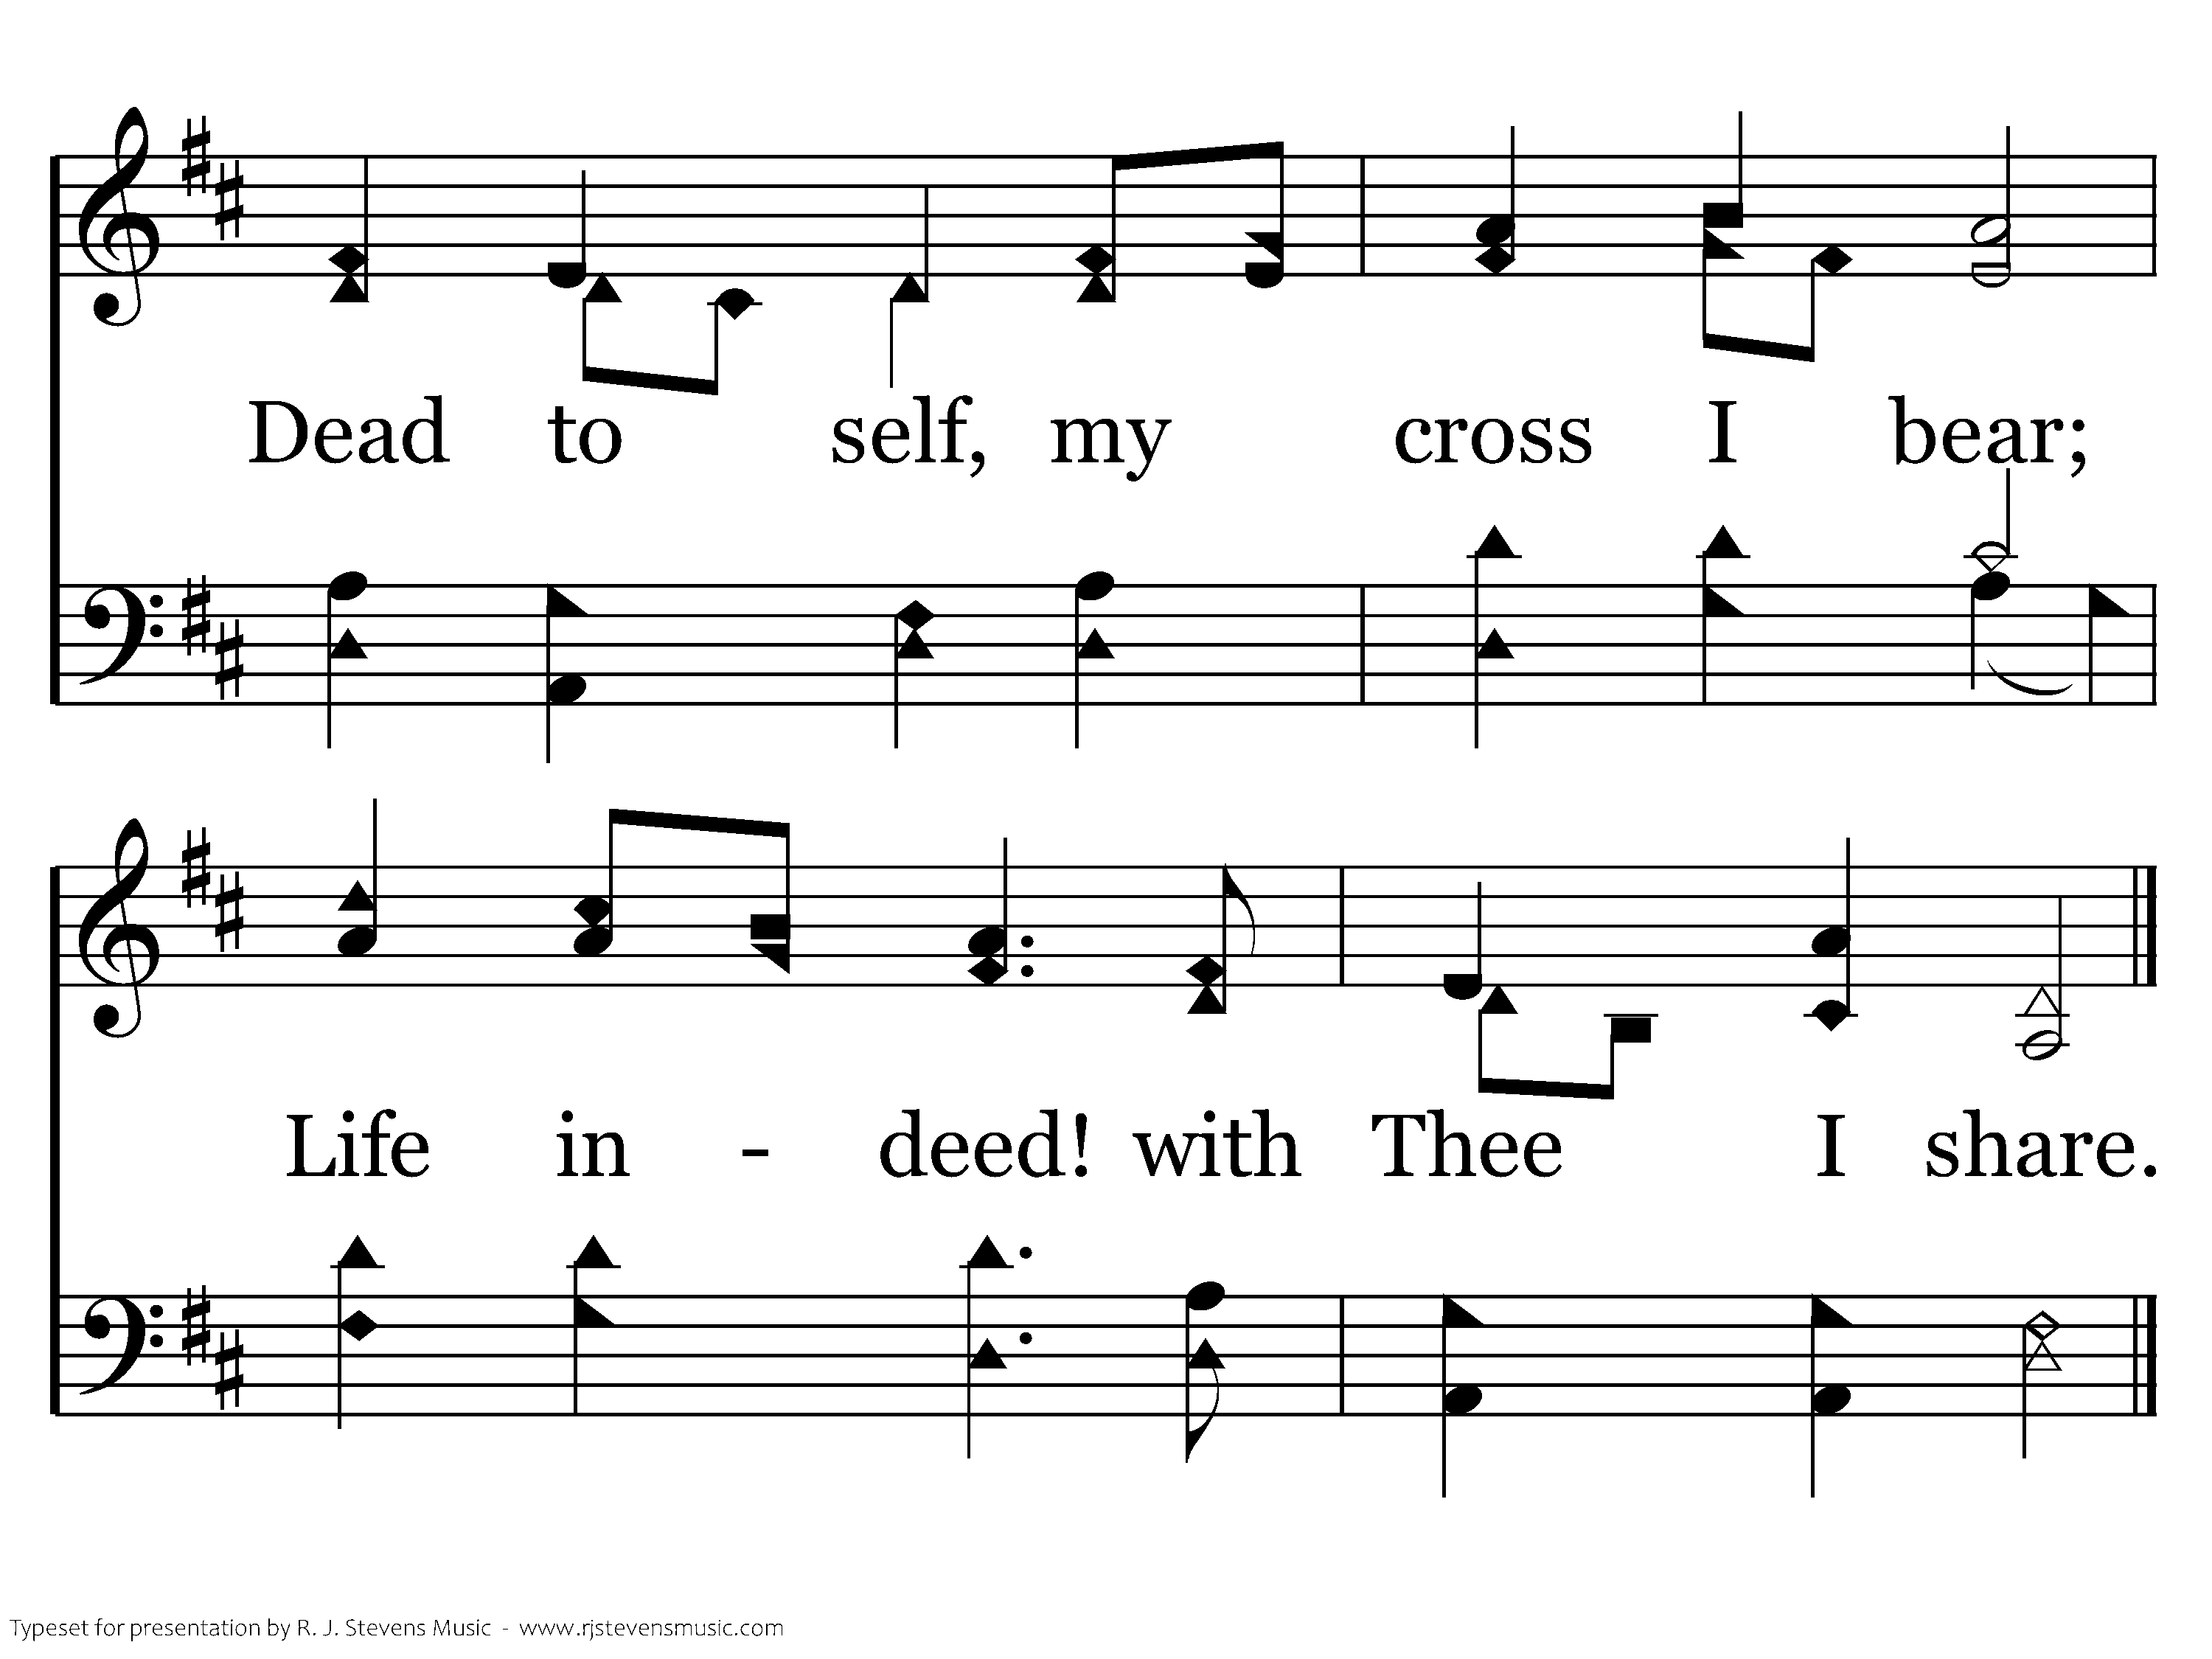 Dead to self, my cross I bear;
Life in - deed! with Thee I share.
Typeset for presentation by R. J. Stevens Music - www.rjstevensmusic.com